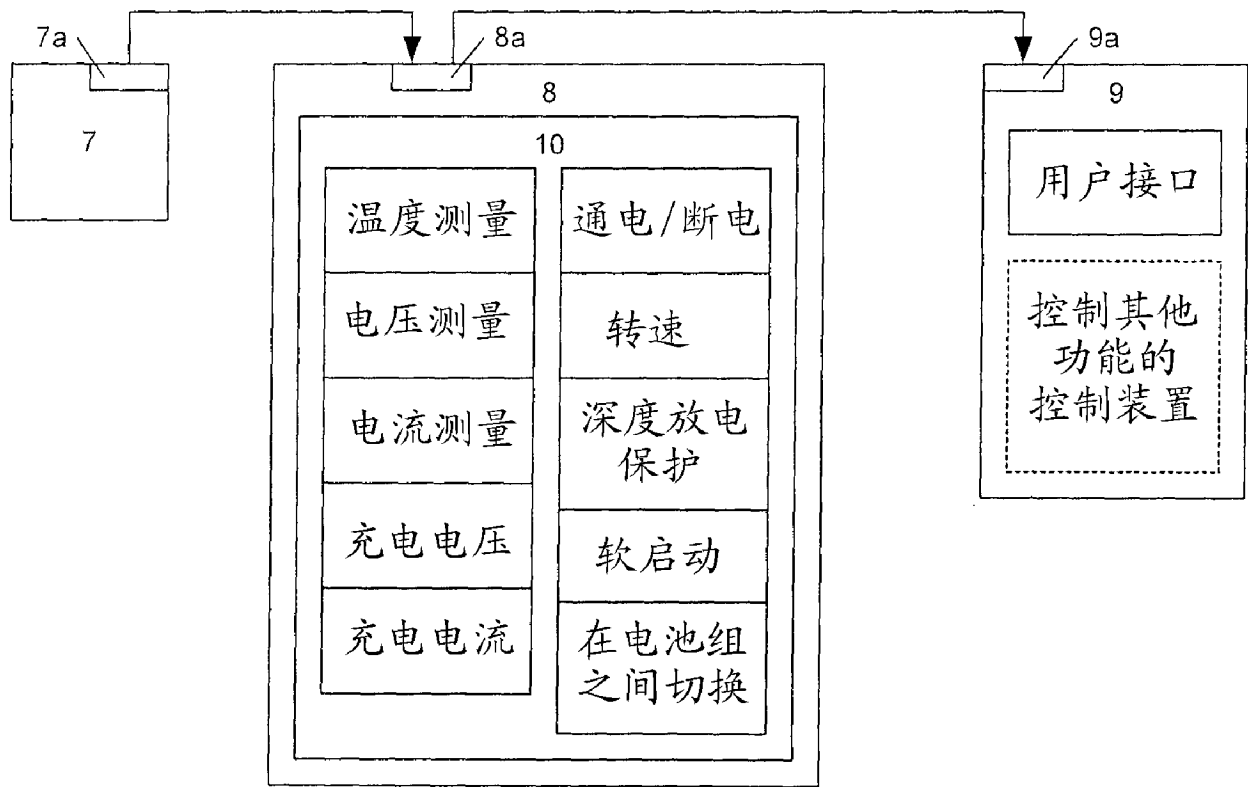 7a
7
8a
8
10
温度测量
电压测量
电流测量
充电电压
充电电流
通电/断电
转速
深度放电
保护
软启动
在电池组
之间切换
9a
9
用户接口
控制其他
功能的
控制装置